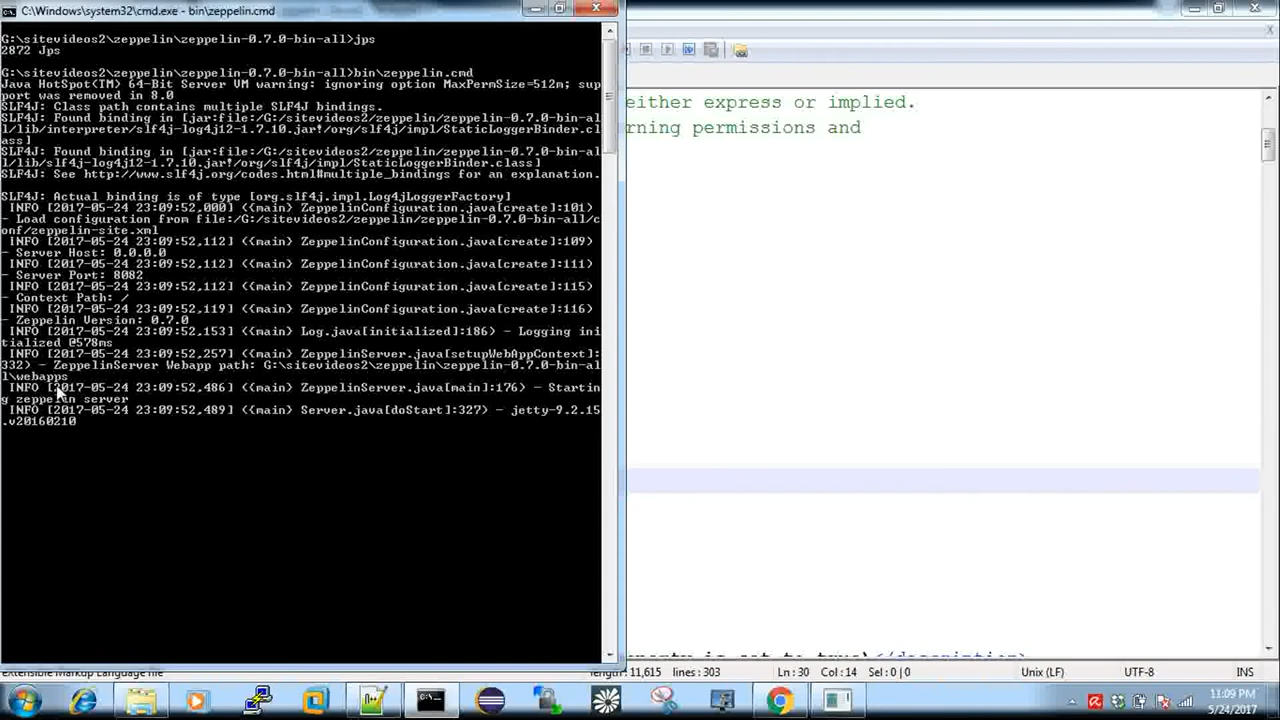 C:\Windows\system32\cmd.exe - bin\zeppelin.cmd
G:\sitevideos2\zeppelin\zeppelin-0.7.0-bin-all>jps
2872 Jps
G:\sitevideos2\zeppelin\zeppelin-0.7.0-bin-all>bin\zeppelin.cmd
Java HotSpot(TM) 64-Bit Server VM warning: ignoring option MaxPermSize=512m; sup
port was removed in 8.0
SLF4J: Class path contains multiple SLF4J bindings.
SLF4J: Found binding in [jar:file:/G:/sitevideos2/zeppelin/zeppelin-0.7.0-bin-al
l/lib/interpreter/slf4j-log4j12-1.7.10.jar!/org/slf4j/impl/StaticLoggerBinder.cl
ass]
SLF4J: Found binding in [jar:file:/G:/sitevideos2/zeppelin/zeppelin-0.7.0-bin-al
l/lib/slf4j-log4j12-1.7.10.jar!/org/slf4j/impl/StaticLoggerBinder.class]
SLF4J: See http://www.slf4j.org/codes.html#multiple_bindings for an explanation.
SLF4J: Actual binding is of type [org.slf4j.impl.Log4jLoggerFactory]
INFO [2017-05-24 23:09:52,000] ({main} ZeppelinConfiguration.java[create]:101)
- Load configuration from file:/G:/sitevideos2/zeppelin/zeppelin-0.7.0-bin-all/c
onf/zeppelin-site.xml
INFO [2017-05-24 23:09:52,112] ({main} ZeppelinConfiguration.java[create]:109)
- Server Host: 0.0.0.0
INFO [2017-05-24 23:09:52,112] ({main} ZeppelinConfiguration.java[create]:111)
- Server Port: 8082
INFO [2017-05-24 23:09:52,112] ({main} ZeppelinConfiguration.java[create]:115)
- Context Path: /
INFO [2017-05-24 23:09:52,119] ({main} ZeppelinConfiguration.java[create]:116)
- Zeppelin Version: 0.7.0
INFO [2017-05-24 23:09:52,153] ({main} Log.java[initialized]:186) - Logging ini
tialized @578ms
INFO [2017-05-24 23:09:52,257] ({main} ZeppelinServer.java[setupWebAppContext]:
332) - ZeppelinServer Webapp path: G:\sitevideos2\zeppelin\zeppelin-0.7.0-bin-al
l\webapps
INFO [2017-05-24 23:09:52,486] ({main} ZeppelinServer.java[main]:176) - Startin
g zeppelin server
INFO [2017-05-24 23:09:52,489] ({main} Server.java[doStart]:327) - jetty-9.2.15
.v20160210
either express or implied.
rning permissions and
property is set to true\</description>
eXtensible Markup Language file
length : 11,615 lines : 303
Ln : 30 Col : 14 Sel : 0 | 0
Unix (LF)
UTF-8
INS
11:09 PM
5/24/2017